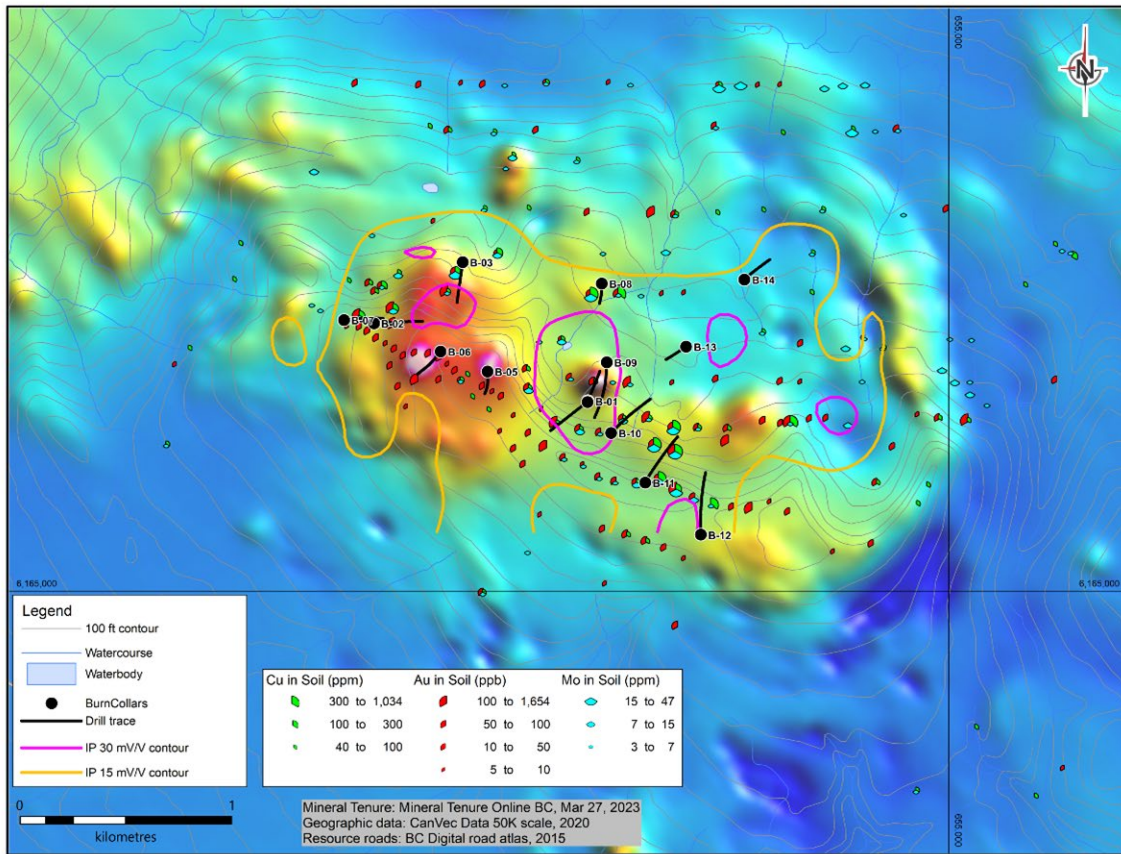 655,000
N
B-03
B-08
B-14
B-07
B-02
B-13
B-06
B-09
B-05
B-01
B-10
B-11
B-12
6,165,000
6,165,000
Legend
100 ft contour
Watercourse
Waterbody
BurnCollars
Drill trace
IP 30 mV/V contour
IP 15 mV/V contour
0 1
kilometres
Cu in Soil (ppm)
300 to 1,034
100 to 300
40 to 100
Au in Soil (ppb)
100 to 1,654
50 to 100
10 to 50
5 to 10
Mo in Soil (ppm)
15 to 47
7 to 15
3 to 7
Mineral Tenure: Mineral Tenure Online BC, Mar 27, 2023
Geographic data: CanVec Data 50K scale, 2020
Resource roads: BC Digital road atlas, 2015
655,000